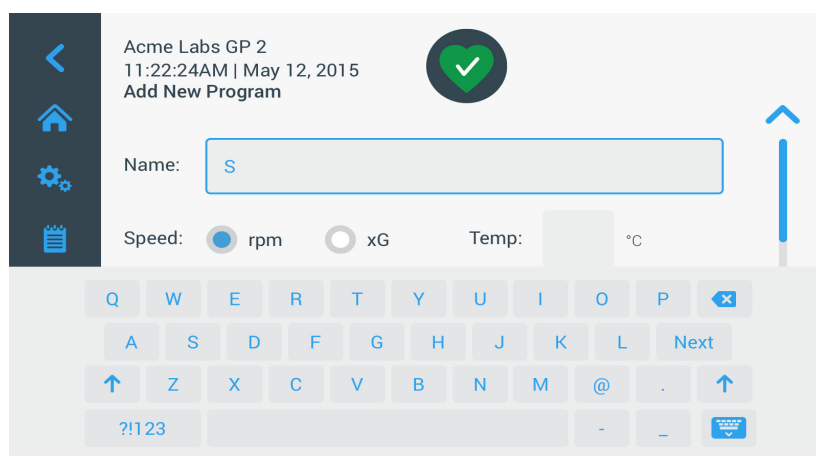 Acme Labs GP 2
11:22:24AM | May 12, 2015
Add New Program
Name: S
Speed: rpm xG Temp: °C
Q W E R T Y U I O P
A S D F G H J K L Next
Z X C V B N M @ .
?!123 - _